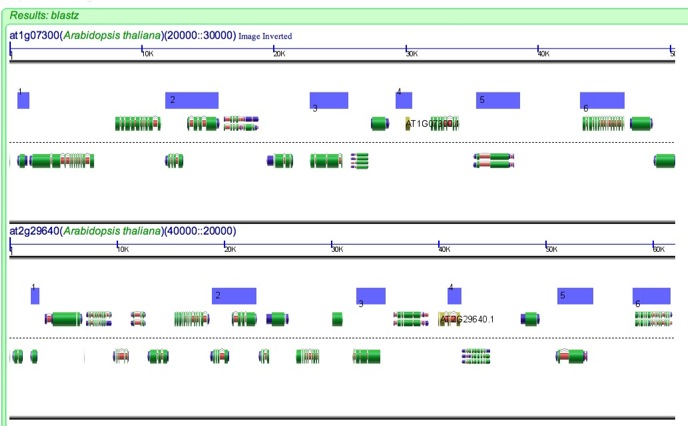 Results: blastz
at1g07300(Arabidopsis thaliana)(20000::30000) Image Inverted
10K 20K 30K 40K
1 2 3 4 5 6
AT1G07300.1
at2g29640(Arabidopsis thaliana)(40000::20000)
10K 20K 30K 40K 50K 60K
1 2 3 4 5 6
AT2G29640.1